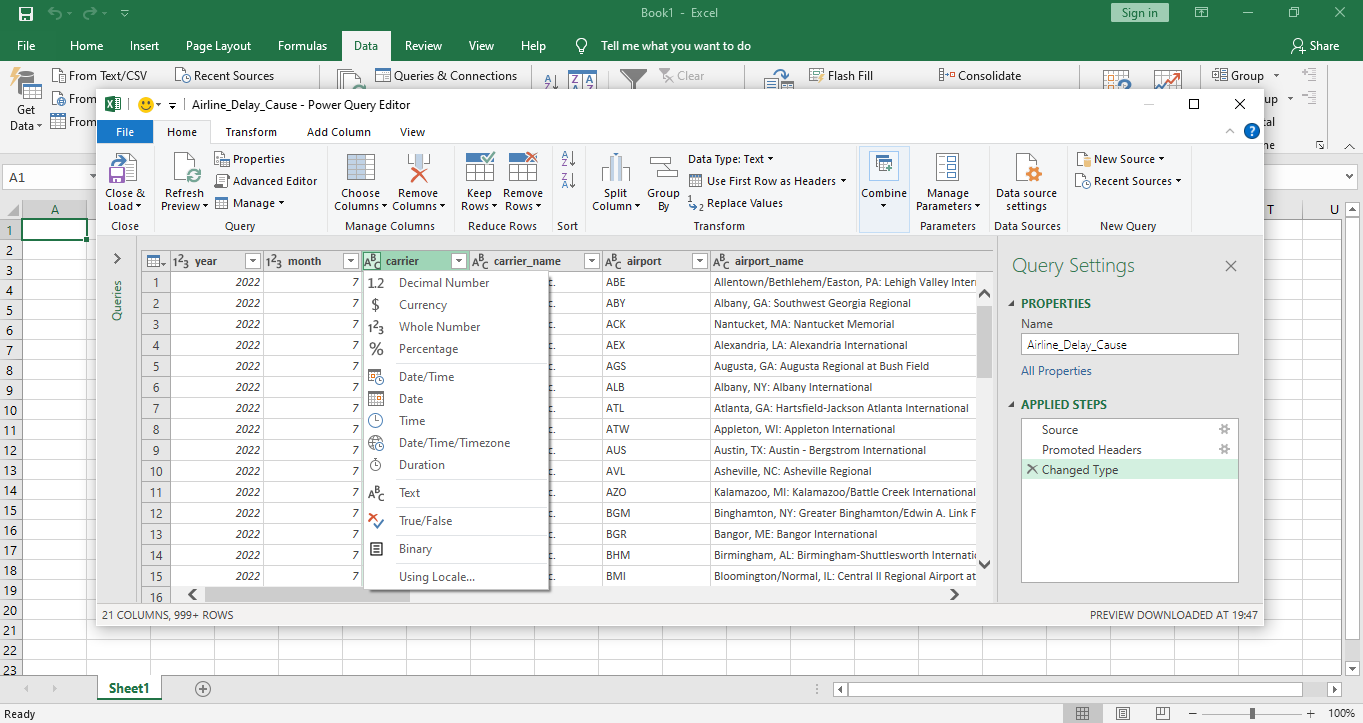 Book1 - Excel
Sign in
File Home Insert Page Layout Formulas Data Review View Help Tell me what you want to do Share
From Text/CSV Recent Sources Queries & Connections Clear Flash Fill Consolidate Group
Get
Data
From
From
A1
Airline_Delay_Cause - Power Query Editor
File Home Transform Add Column View
Close &
Load
Refresh
Preview
Properties
Advanced Editor
Manage
Choose
Columns
Remove
Columns
Keep
Rows
Remove
Rows
Split
Column
Group
By
Data Type: Text
Use First Row as Headers
Replace Values
Combine
Manage
Parameters
Data source
settings
New Source
Recent Sources
Close Query Manage Columns Reduce Rows Sort Transform Parameters Data Sources New Query
A T U
Queries
year month carrier carrier_name airport airport_name
1 2022 7 ABE Allentown/Bethlehem/Easton, PA: Lehigh Valley Inter
2 2022 7 ABY Albany, GA: Southwest Georgia Regional
3 2022 7 ACK Nantucket, MA: Nantucket Memorial
4 2022 7 AEX Alexandria, LA: Alexandria International
5 2022 7 AGS Augusta, GA: Augusta Regional at Bush Field
6 2022 7 ALB Albany, NY: Albany International
7 2022 7 ATL Atlanta, GA: Hartsfield-Jackson Atlanta International
8 2022 7 ATW Appleton, WI: Appleton International
9 2022 7 AUS Austin, TX: Austin - Bergstrom International
10 2022 7 AVL Asheville, NC: Asheville Regional
11 2022 7 AZO Kalamazoo, MI: Kalamazoo/Battle Creek International
12 2022 7 BGM Binghamton, NY: Greater Binghamton/Edwin A. Link F
13 2022 7 BGR Bangor, ME: Bangor International
14 2022 7 BHM Birmingham, AL: Birmingham-Shuttlesworth Internatio
15 2022 7 BMI Bloomington/Normal, IL: Central Il Regional Airport at
16
1.2 Decimal Number
$ Currency
123 Whole Number
% Percentage
Date/Time
Date
Time
Date/Time/Timezone
Duration
ABC Text
True/False
Binary
Using Locale...
Query Settings
PROPERTIES
Name
Airline_Delay_Cause
All Properties
APPLIED STEPS
Source
Promoted Headers
Changed Type
21 COLUMNS, 999+ ROWS PREVIEW DOWNLOADED AT 19:47
1
2
3
4
5
6
7
8
9
10
11
12
13
14
15
16
17
18
19
20
21
22
23
Sheet1
Ready 100%